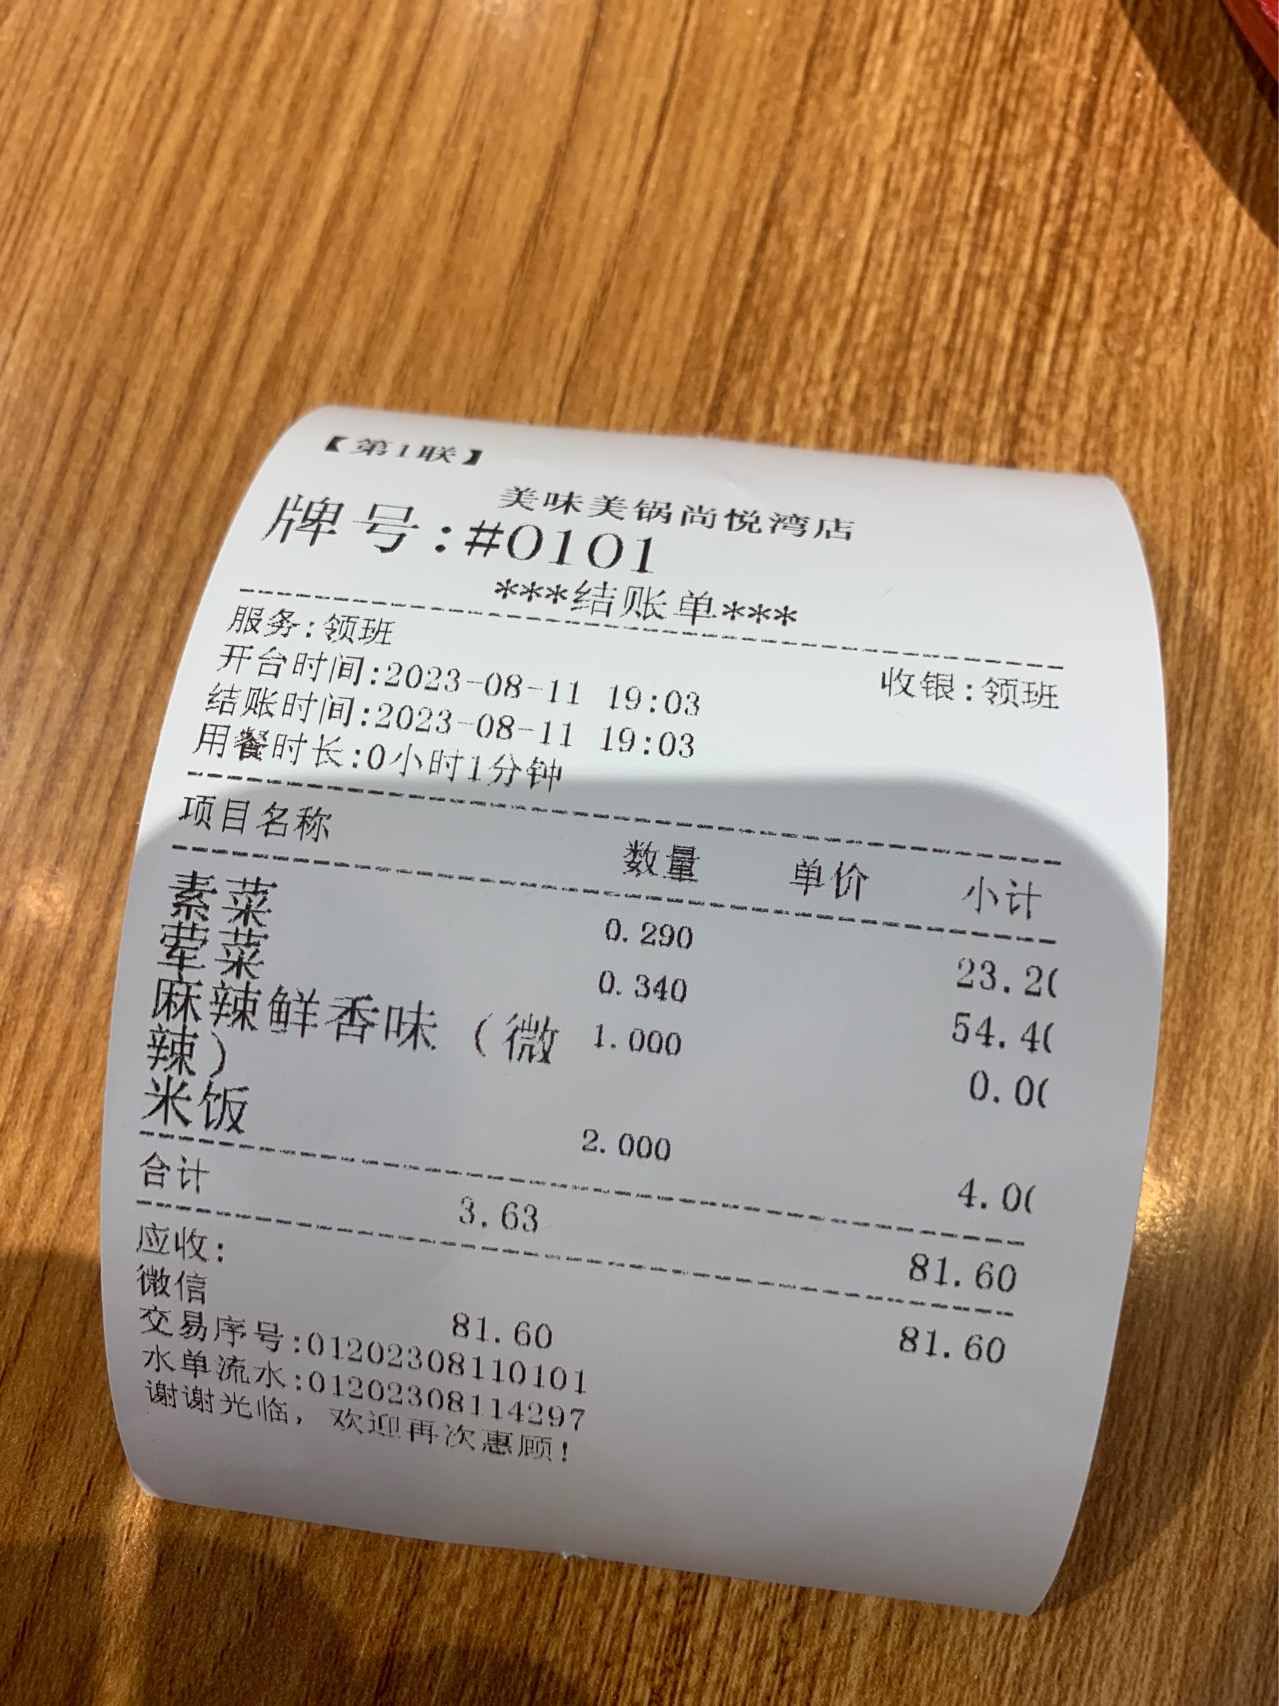 【第1联】
美味美锅尚悦湾店
牌号:#0101
***结账单***
服务:领班 收银:领班
开台时间:2023-08-11 19:03
结账时间:2023-08-11 19:03
用餐时长:0小时1分钟
项目名称 数量 单价 小计
素菜 0.290 23.20
荤菜 0.340 54.40
麻辣鲜香味（微 1.000 0.00
辣）
米饭 2.000 4.00
合计 3.63 81.60
应收: 81.60
微信 81.60
交易序号:01202308110101
水单流水:01202308114297
谢谢光临，欢迎再次惠顾!